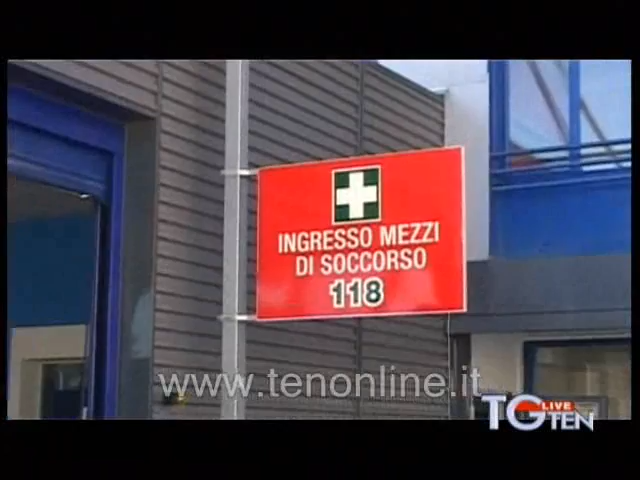 INGRESSO MEZZI
DI SOCCORSO
118
www.tenonline.it
TG LIVE
TEN